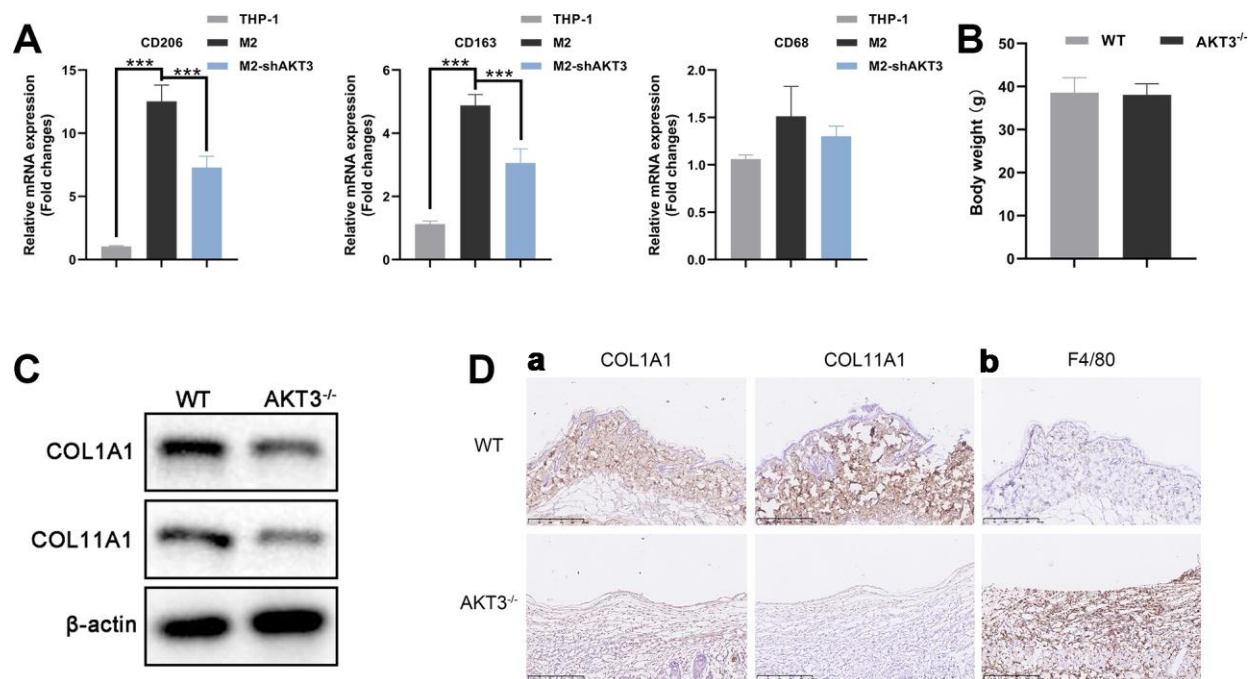 A
CD206
THP-1
M2
M2-shAKT3
Relative mRNA expression
(Fold changes)
15
10
5
0
***
***
CD163
THP-1
M2
M2-shAKT3
Relative mRNA expression
(Fold changes)
6
4
2
0
***
***
CD68
THP-1
M2
M2-shAKT3
Relative mRNA expression
(Fold changes)
2.0
1.5
1.0
0.5
0.0
B
WT
AKT3-/-
Body weight (g)
50
40
30
20
10
0
C
WT
AKT3-/-
COL1A1
COL11A1
β-actin
D
a
COL1A1
COL11A1
b
F4/80
WT
AKT3-/-